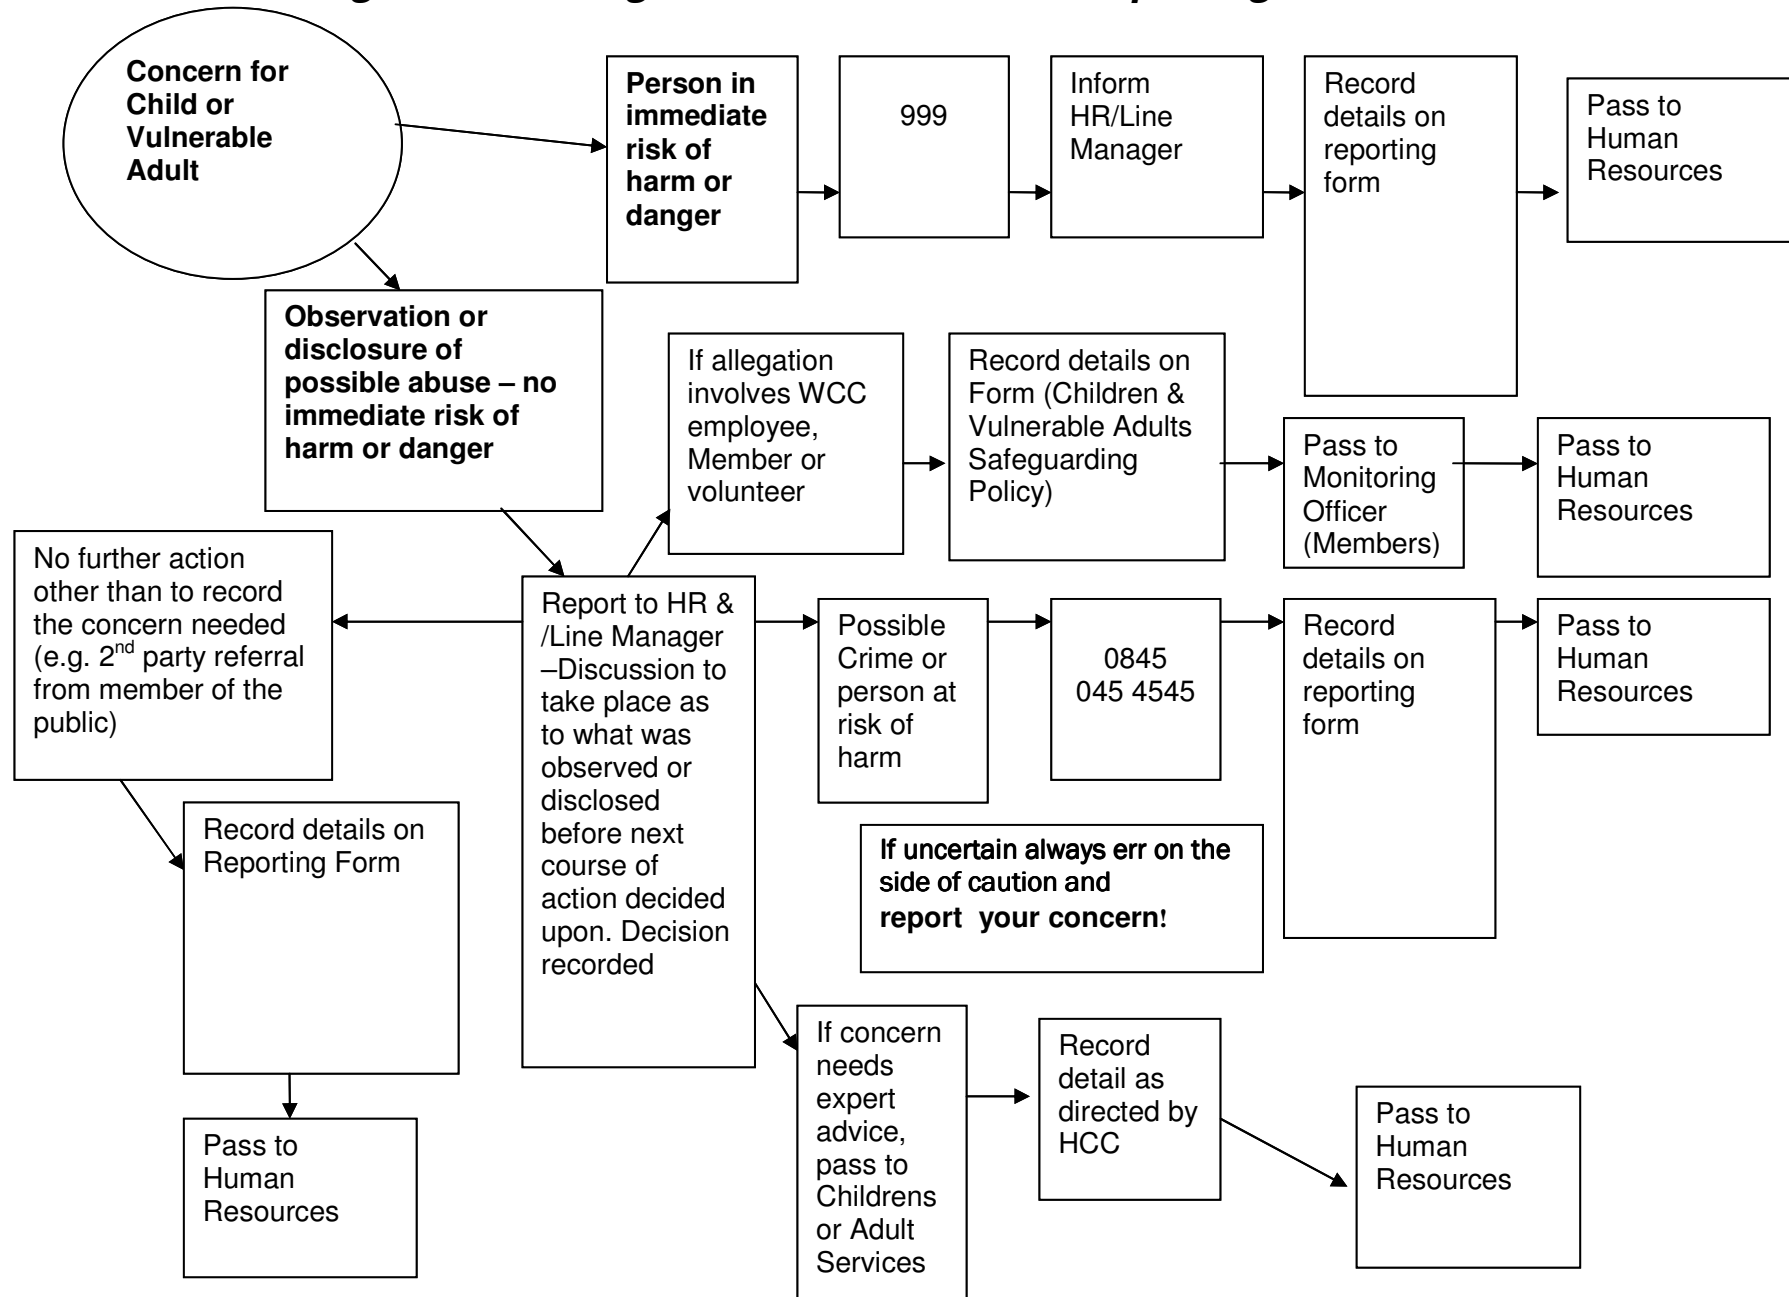 Concern for
Child or
Vulnerable
Adult
Person in
immediate
risk of
harm or
danger
999
Inform
HR/Line
Manager
Record
details on
reporting
form
Pass to
Human
Resources
Observation or
disclosure of
possible abuse – no
immediate risk of
harm or danger
If allegation
involves WCC
employee,
Member or
volunteer
Record details on
Form (Children &
Vulnerable Adults
Safeguarding
Policy)
Pass to
Monitoring
Officer
(Members)
Pass to
Human
Resources
No further action
other than to record
the concern needed
(e.g. 2nd party referral
from member of the
public)
Report to HR &
/Line Manager
–Discussion to
take place as
to what was
observed or
disclosed
before next
course of
action decided
upon. Decision
recorded
Possible
Crime or
person at
risk of
harm
0845
045 4545
Record
details on
reporting
form
Pass to
Human
Resources
Record details on
Reporting Form
If uncertain always err on the
side of caution and
report  your concern!
If concern
needs
expert
advice,
pass to
Childrens
or Adult
Services
Record
detail as
directed by
HCC
Pass to
Human
Resources
Pass to
Human
Resources